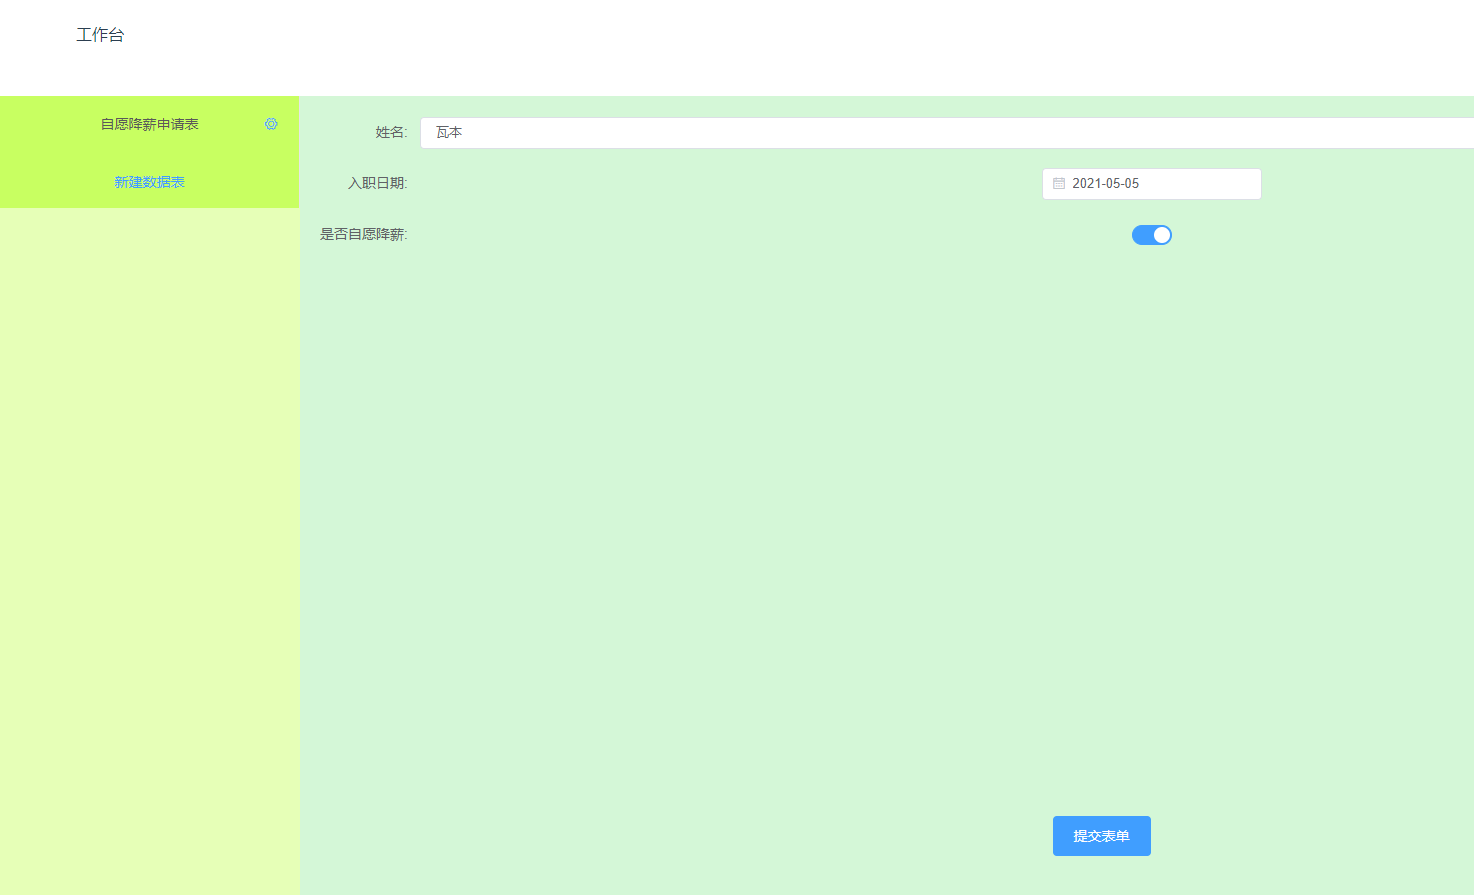 工作台
自愿降薪申请表
新建数据表
姓名: 瓦本
入职日期: 2021-05-05
是否自愿降薪:
提交表单